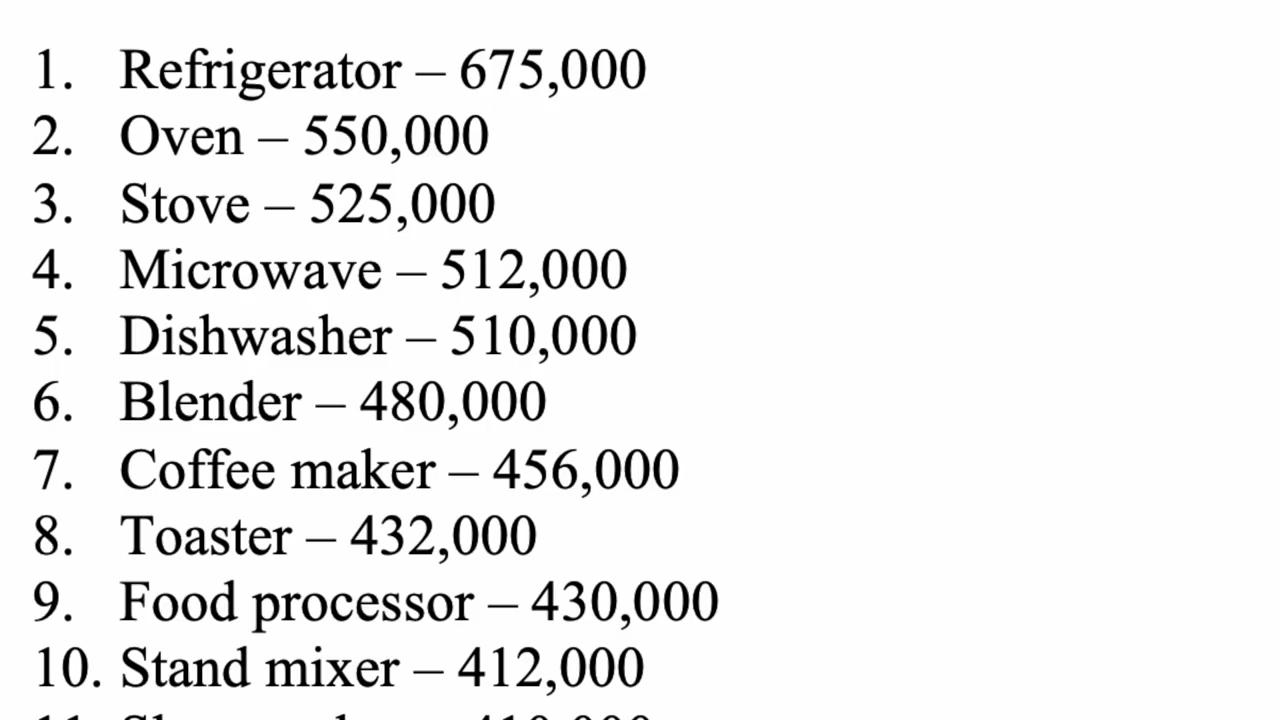 1. Refrigerator – 675,000
2. Oven – 550,000
3. Stove – 525,000
4. Microwave – 512,000
5. Dishwasher – 510,000
6. Blender – 480,000
7. Coffee maker – 456,000
8. Toaster – 432,000
9. Food processor – 430,000
10. Stand mixer – 412,000